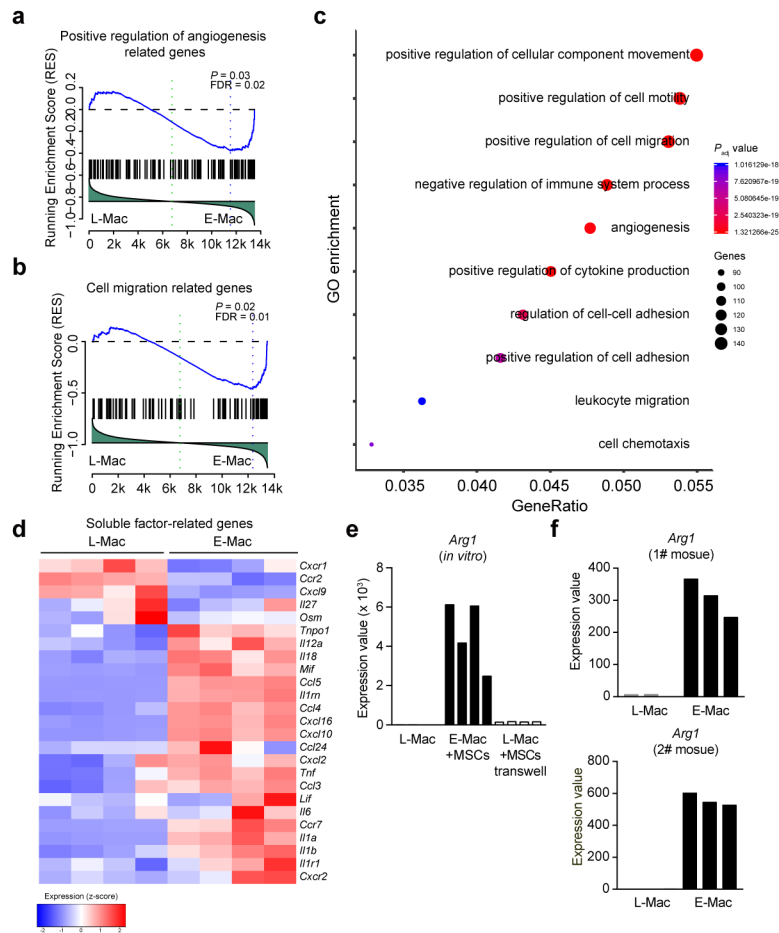 a
Positive regulation of angiogenesis
related genes
P = 0.03
FDR = 0.02
Running Enrichment Score (RES)
0.2
0.0
−0.2
−0.4
−0.6
−0.8
−1.0
L-Mac
E-Mac
0
2k
4k
6k
8k
10k
12k
14k
b
Cell migration related genes
P = 0.02
FDR = 0.01
Running Enrichment Score (RES)
0.0
−0.5
−1.0
L-Mac
E-Mac
0
2k
4k
6k
8k
10k
12k
14k
c
GO enrichment
positive regulation of cellular component movement
positive regulation of cell motility
positive regulation of cell migration
negative regulation of immune system process
angiogenesis
positive regulation of cytokine production
regulation of cell-cell adhesion
positive regulation of cell adhesion
leukocyte migration
cell chemotaxis
0.035
0.040
0.045
0.050
0.055
GeneRatio
Padj value
1.016129e-18
7.620967e-19
5.080645e-19
2.540323e-19
1.321266e-25
Genes
90
100
110
120
130
140
d
Soluble factor-related genes
L-Mac
E-Mac
Cxcr1
Ccr2
Cxcl9
Il27
Osm
Tnpo1
Il12a
Il18
Mif
Ccl5
Il1rn
Ccl4
Cxcl16
Cxcl10
Ccl24
Cxcl2
Tnf
Ccl3
Lif
Il6
Ccr7
Il1a
Il1b
Il1r1
Cxcr2
Expression (z-score)
-2
-1
0
1
2
e
Arg1
(in vitro)
Expression value (x 10³)
8
6
4
2
0
L-Mac
E-Mac
+MSCs
L-Mac
+MSCs
transwell
f
Arg1
(1# mosue)
Expression value
400
300
200
100
0
L-Mac
E-Mac
Arg1
(2# mosue)
Expression value
800
600
400
200
0
L-Mac
E-Mac